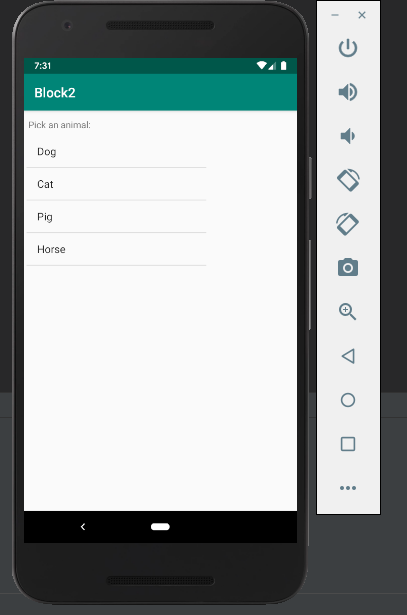 7:31
Block2
Pick an animal:
Dog
Cat
Pig
Horse